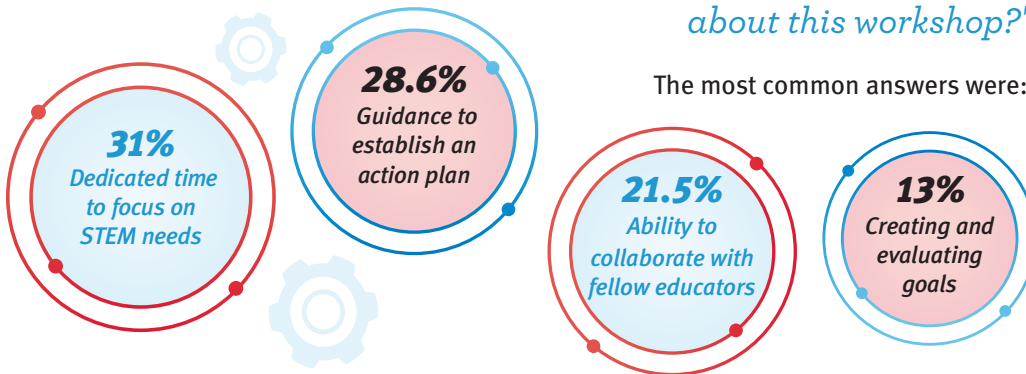 about this workshop?"
The most common answers were:
31%
Dedicated time
to focus on
STEM needs
28.6%
Guidance to
establish an
action plan
21.5%
Ability to
collaborate with
fellow educators
13%
Creating and
evaluating
goals